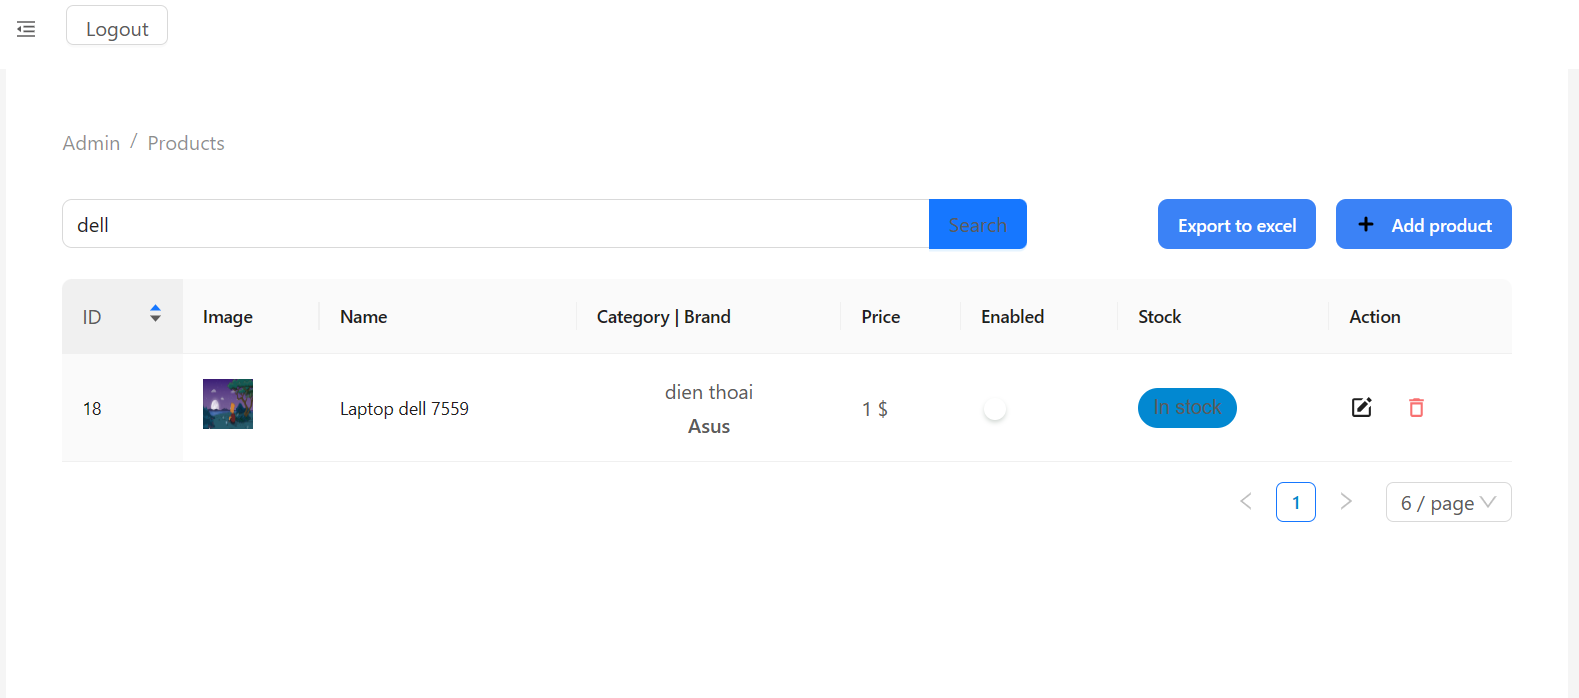 Logout
Admin / Products
dell
Search
Export to excel
Add product
ID
Image
Name
Category | Brand
Price
Enabled
Stock
Action
18
Laptop dell 7559
dien thoai
Asus
1 $
In stock
1
6 / page